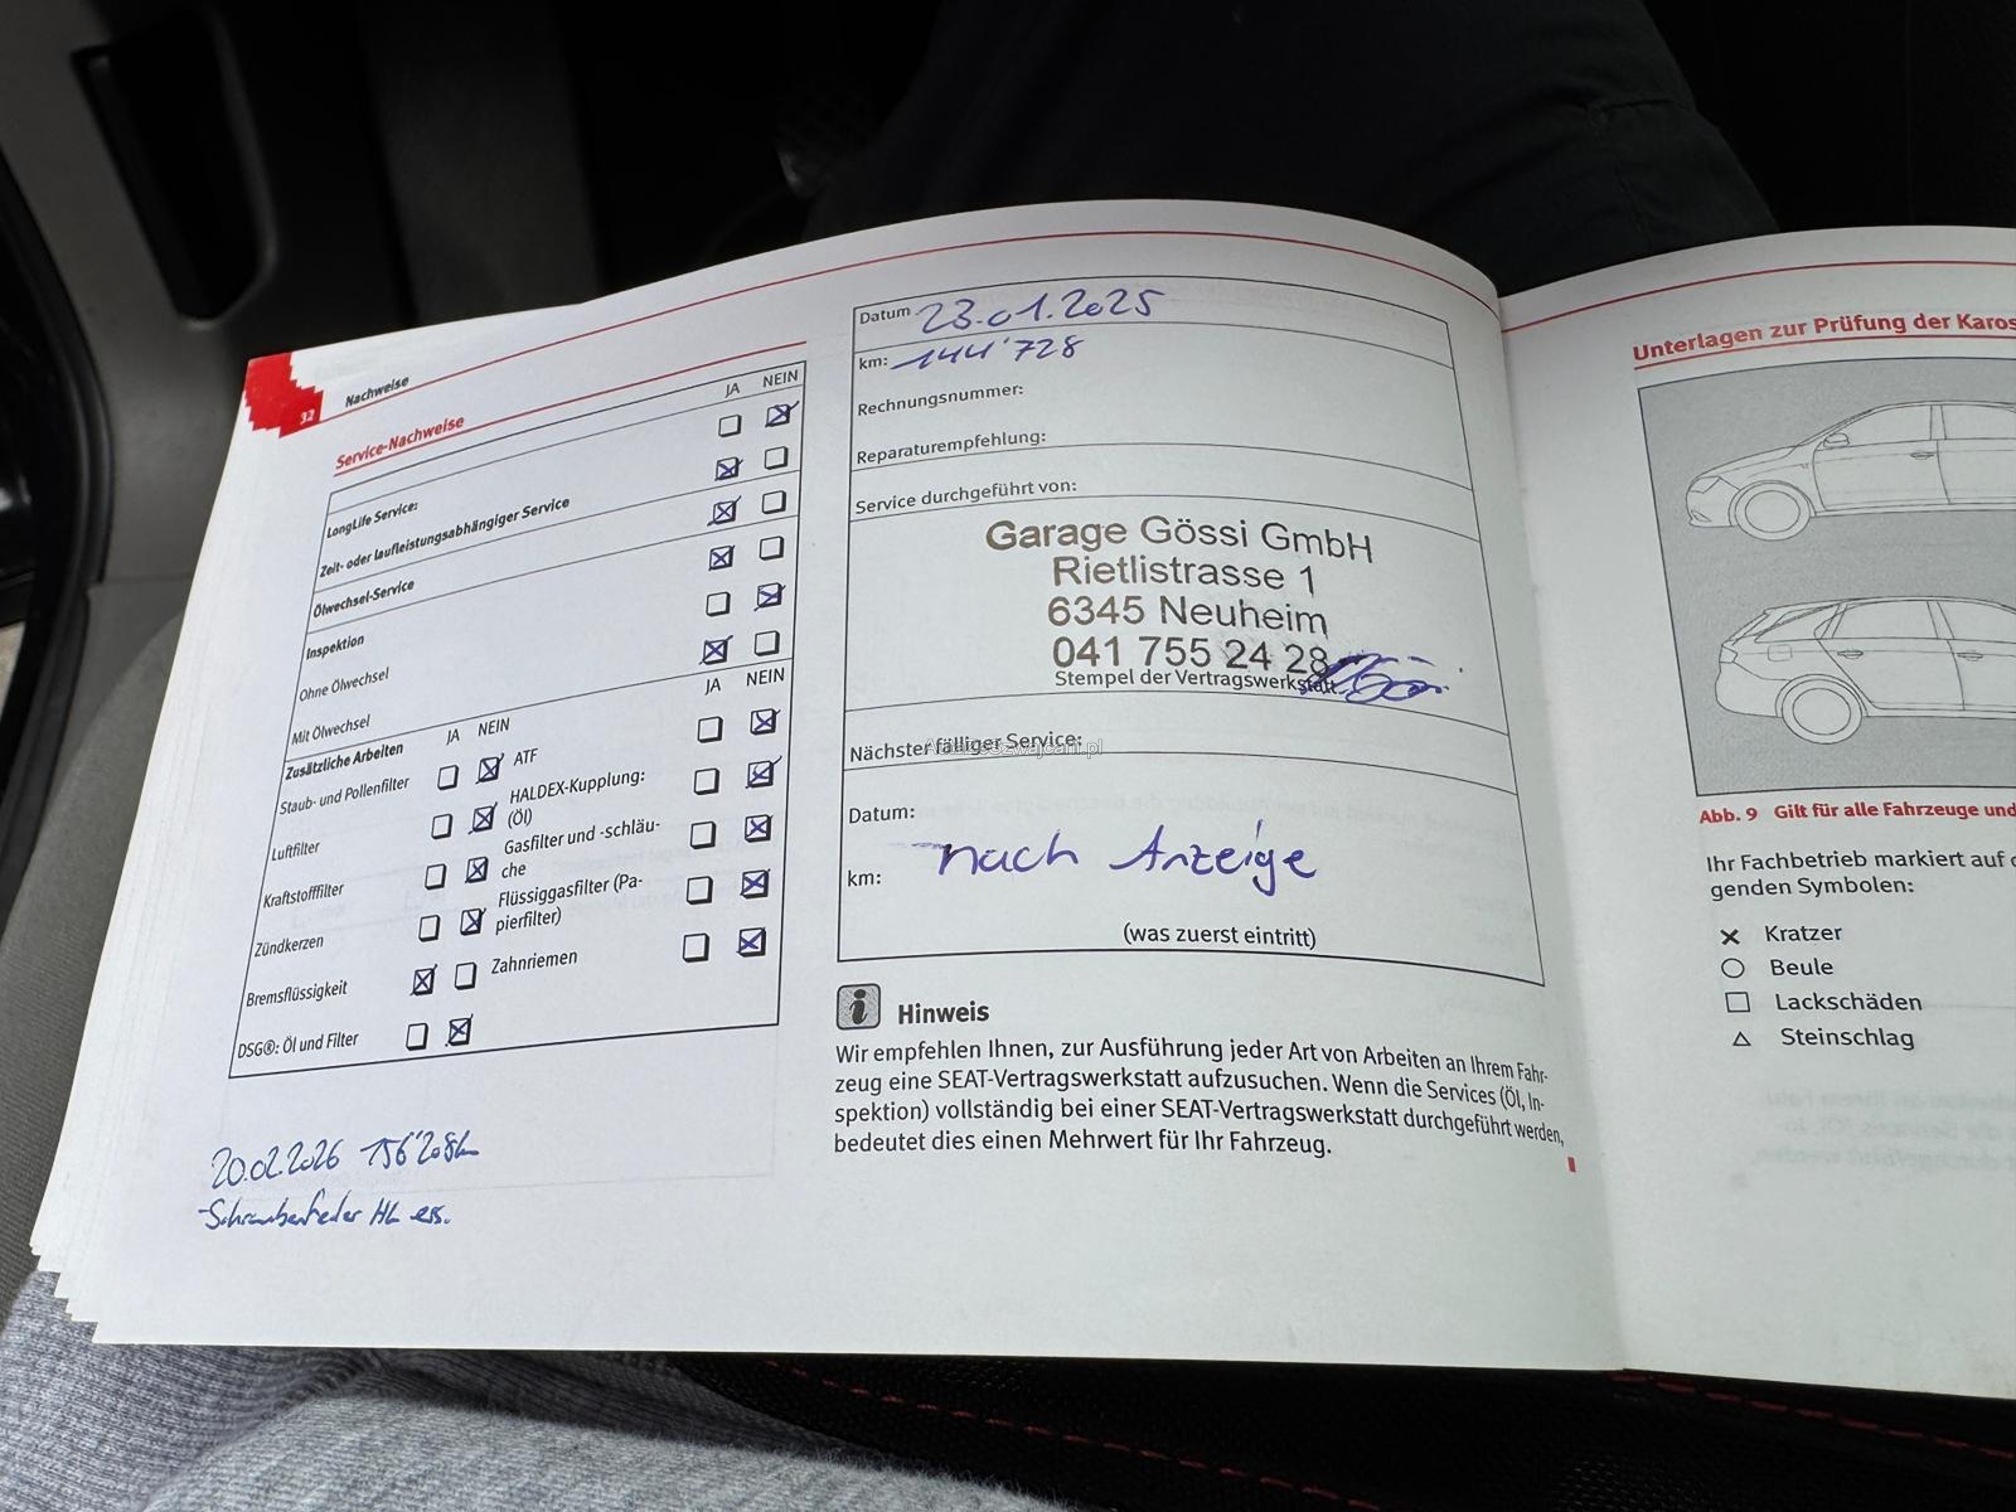 32
Nachweise
Service-Nachweise
JA NEIN
LongLife Service:
Zeit- oder laufleistungsabhängiger Service
Ölwechsel-Service
Inspektion
Ohne Ölwechsel
Mit Ölwechsel
JA NEIN
Zusätzliche Arbeiten JA NEIN
Staub- und Pollenfilter
ATF
Luftfilter
HALDEX-Kupplung:
(Öl)
Kraftstofffilter
Gasfilter und -schläu-
che
Zündkerzen
Flüssiggasfilter (Pa-
pierfilter)
Bremsflüssigkeit
Zahnriemen
DSG®: Öl und Filter
20.02.2026 156'208km
-Schraubenfeder HL ers.
Datum 23.01.2025
km: 144'728
Rechnungsnummer:
Reparaturempfehlung:
Service durchgeführt von:
Garage Gössi GmbH
Rietlistrasse 1
6345 Neuheim
041 755 24 28
Stempel der Vertragswerkstatt
Nächster fälliger Service:
Datum:
nach Anzeige
km:
(was zuerst eintritt)
Hinweis
Wir empfehlen Ihnen, zur Ausführung jeder Art von Arbeiten an Ihrem Fahr-
zeug eine SEAT-Vertragswerkstatt aufzusuchen. Wenn die Services (Öl, In-
spektion) vollständig bei einer SEAT-Vertragswerkstatt durchgeführt werden,
bedeutet dies einen Mehrwert für Ihr Fahrzeug.
Unterlagen zur Prüfung der Karos
Abb. 9 Gilt für alle Fahrzeuge und
Ihr Fachbetrieb markiert auf
genden Symbolen:
Kratzer
Beule
Lackschäden
Steinschlag